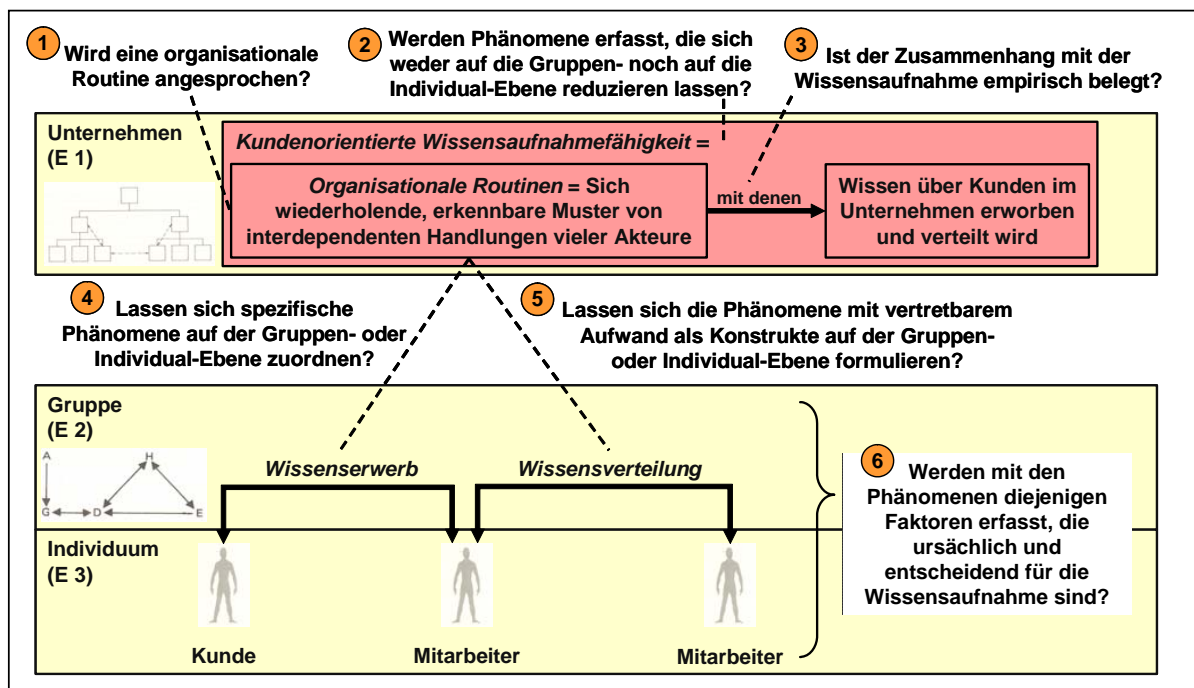 1
Wird eine organisationale
Routine angesprochen?
2
Werden Phänomene erfasst, die sich
weder auf die Gruppen- noch auf die
Individual-Ebene reduzieren lassen?
3
Ist der Zusammenhang mit der
Wissensaufnahme empirisch belegt?
Unternehmen
(E 1)
Kundenorientierte Wissensaufnahmefähigkeit =
Organisationale Routinen = Sich
wiederholende, erkennbare Muster von
interdependenten Handlungen vieler Akteure
mit denen
Wissen über Kunden im
Unternehmen erworben
und verteilt wird
4
Lassen sich spezifische
Phänomene auf der Gruppen- oder
Individual-Ebene zuordnen?
5
Lassen sich die Phänomene mit vertretbarem
Aufwand als Konstrukte auf der Gruppen-
oder Individual-Ebene formulieren?
Gruppe
(E 2)
A
H
G
D
E
Wissenserwerb
Wissensverteilung
6
Werden mit den
Phänomenen diejenigen
Faktoren erfasst, die
ursächlich und
entscheidend für die
Wissensaufnahme sind?
Individuum
(E 3)
Kunde
Mitarbeiter
Mitarbeiter